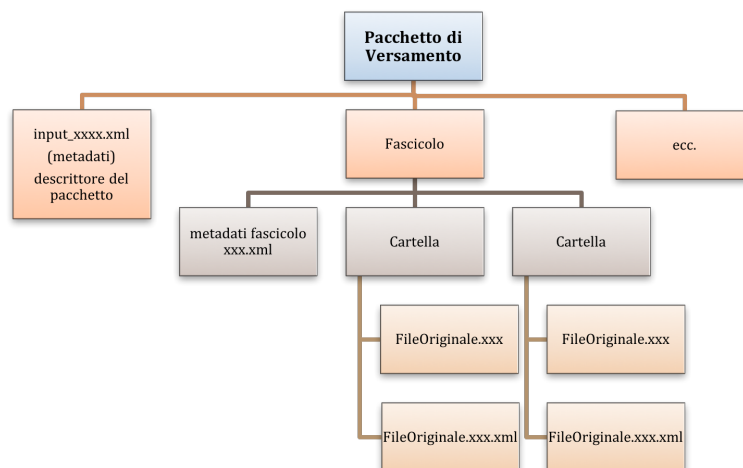 Pacchetto di
Versamento
input_xxxx.xml
(metadati)
descrittore del
pacchetto
Fascicolo
ecc.
metadati fascicolo
xxx.xml
Cartella
Cartella
FileOriginale.xxx
FileOriginale.xxx
FileOriginale.xxx.xml
FileOriginale.xxx.xml